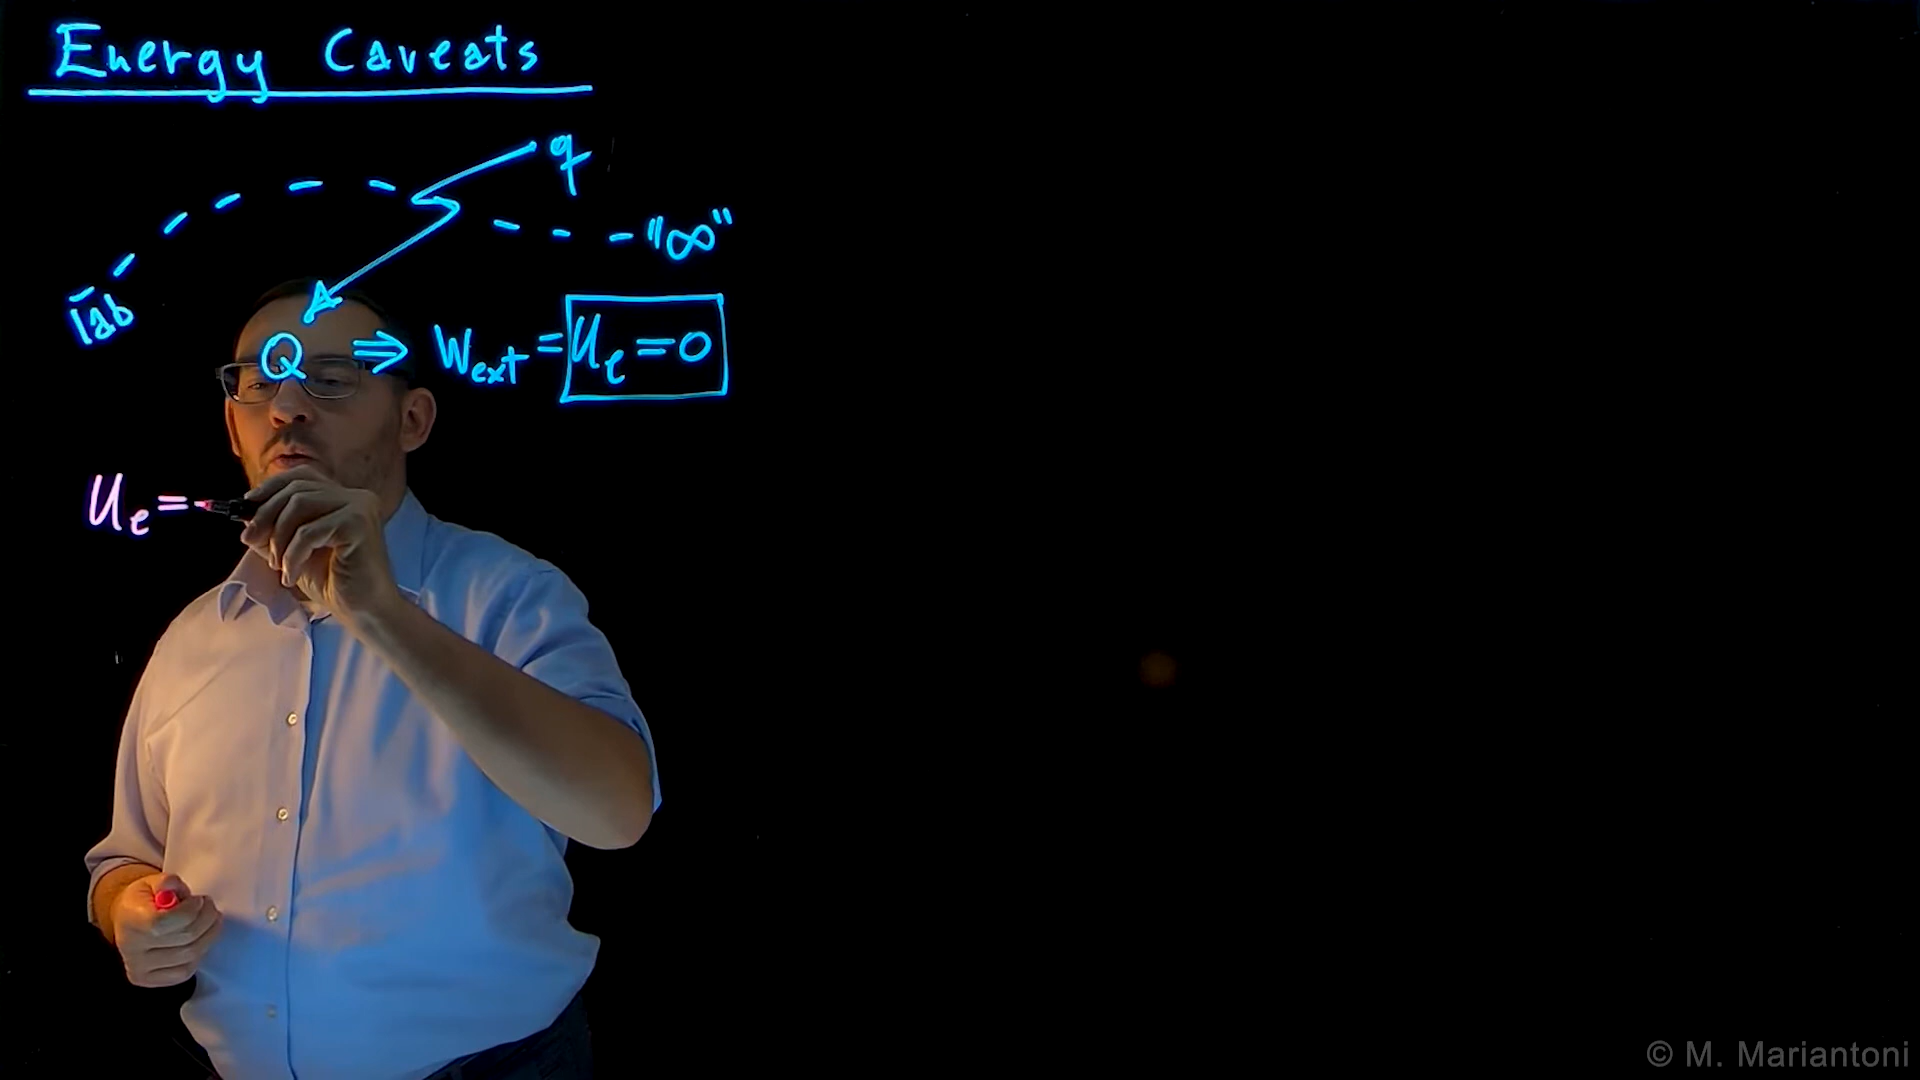 Energy Caveats
q
"∞"
lab
Q ⇒ W_ext = U_e = 0
U_e =
© M. Mariantoni